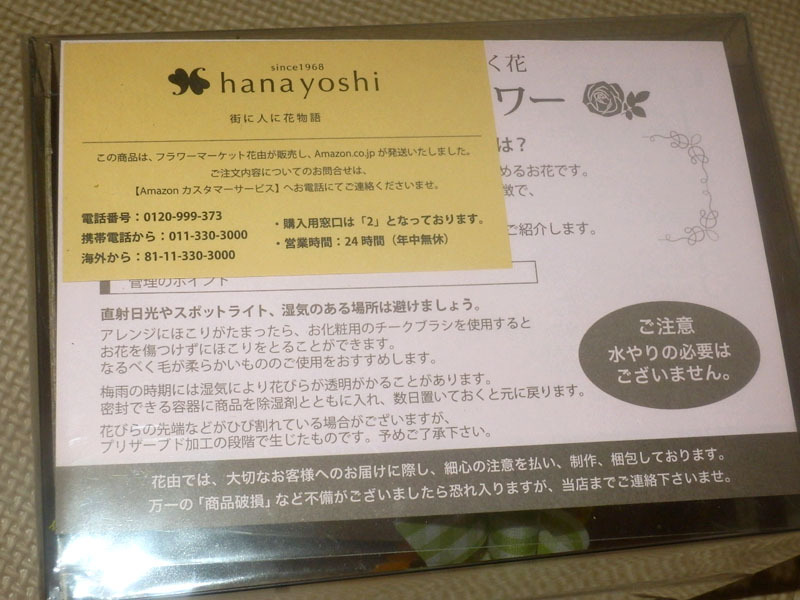 since1968
hanayoshi
街に人に花物語
この商品は、フラワーマーケット花由が販売し、Amazon.co.jp が発送いたしました。
ご注文内容についてのお問合せは、
【Amazon カスタマーサービス】へお電話にてご連絡くださいませ。
電話番号：0120-999-373
携帯電話から：011-330-3000
海外から：81-11-330-3000
・購入用窓口は「2」となっております。
・営業時間：24 時間（年中無休）
く花
ワー
は？
めるお花です。
徴で、
ご紹介します。
管理のポイント
直射日光やスポットライト、湿気のある場所は避けましょう。
アレンジにほこりがたまったら、お化粧用のチークブラシを使用すると
お花を傷つけずにほこりをとることができます。
なるべく毛が柔らかいもののご使用をおすすめします。
梅雨の時期には湿気により花びらが透明がかることがあります。
密封できる容器に商品を除湿剤とともに入れ、数日置いておくと元に戻ります。
花びらの先端などがひび割れている場合がございますが、
プリザーブド加工の段階で生じたものです。予めご了承下さい。
ご注意
水やりの必要は
ございません。
花由では、大切なお客様へのお届けに際し、細心の注意を払い、制作、梱包しております。
万一の「商品破損」など不備がございましたら恐れ入りますが、当店までご連絡下さいませ。